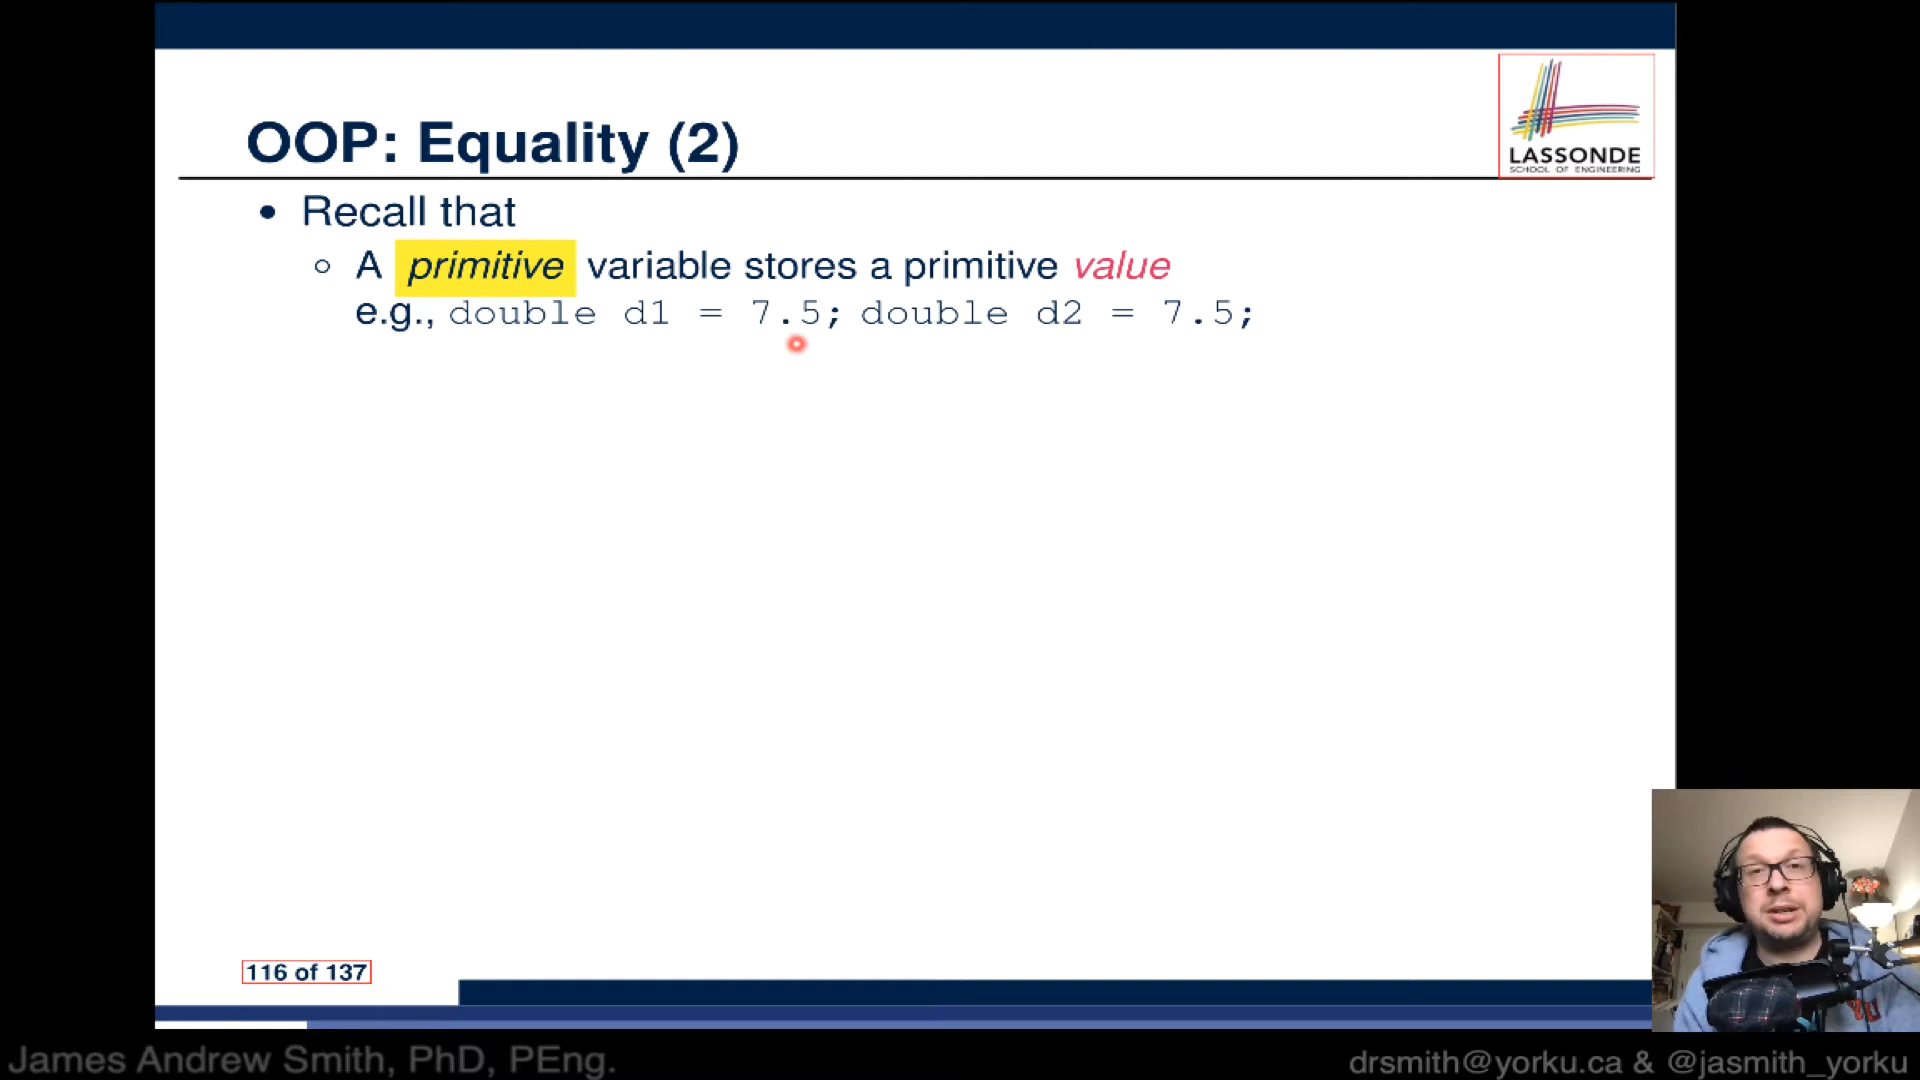 OOP: Equality (2)
LASSONDE
SCHOOL OF ENGINEERING
• Recall that
○ A primitive variable stores a primitive value
e.g., double d1 = 7.5; double d2 = 7.5;
116 of 137
James Andrew Smith, PhD, PEng.
drsmith@yorku.ca & @jasmith_yorku